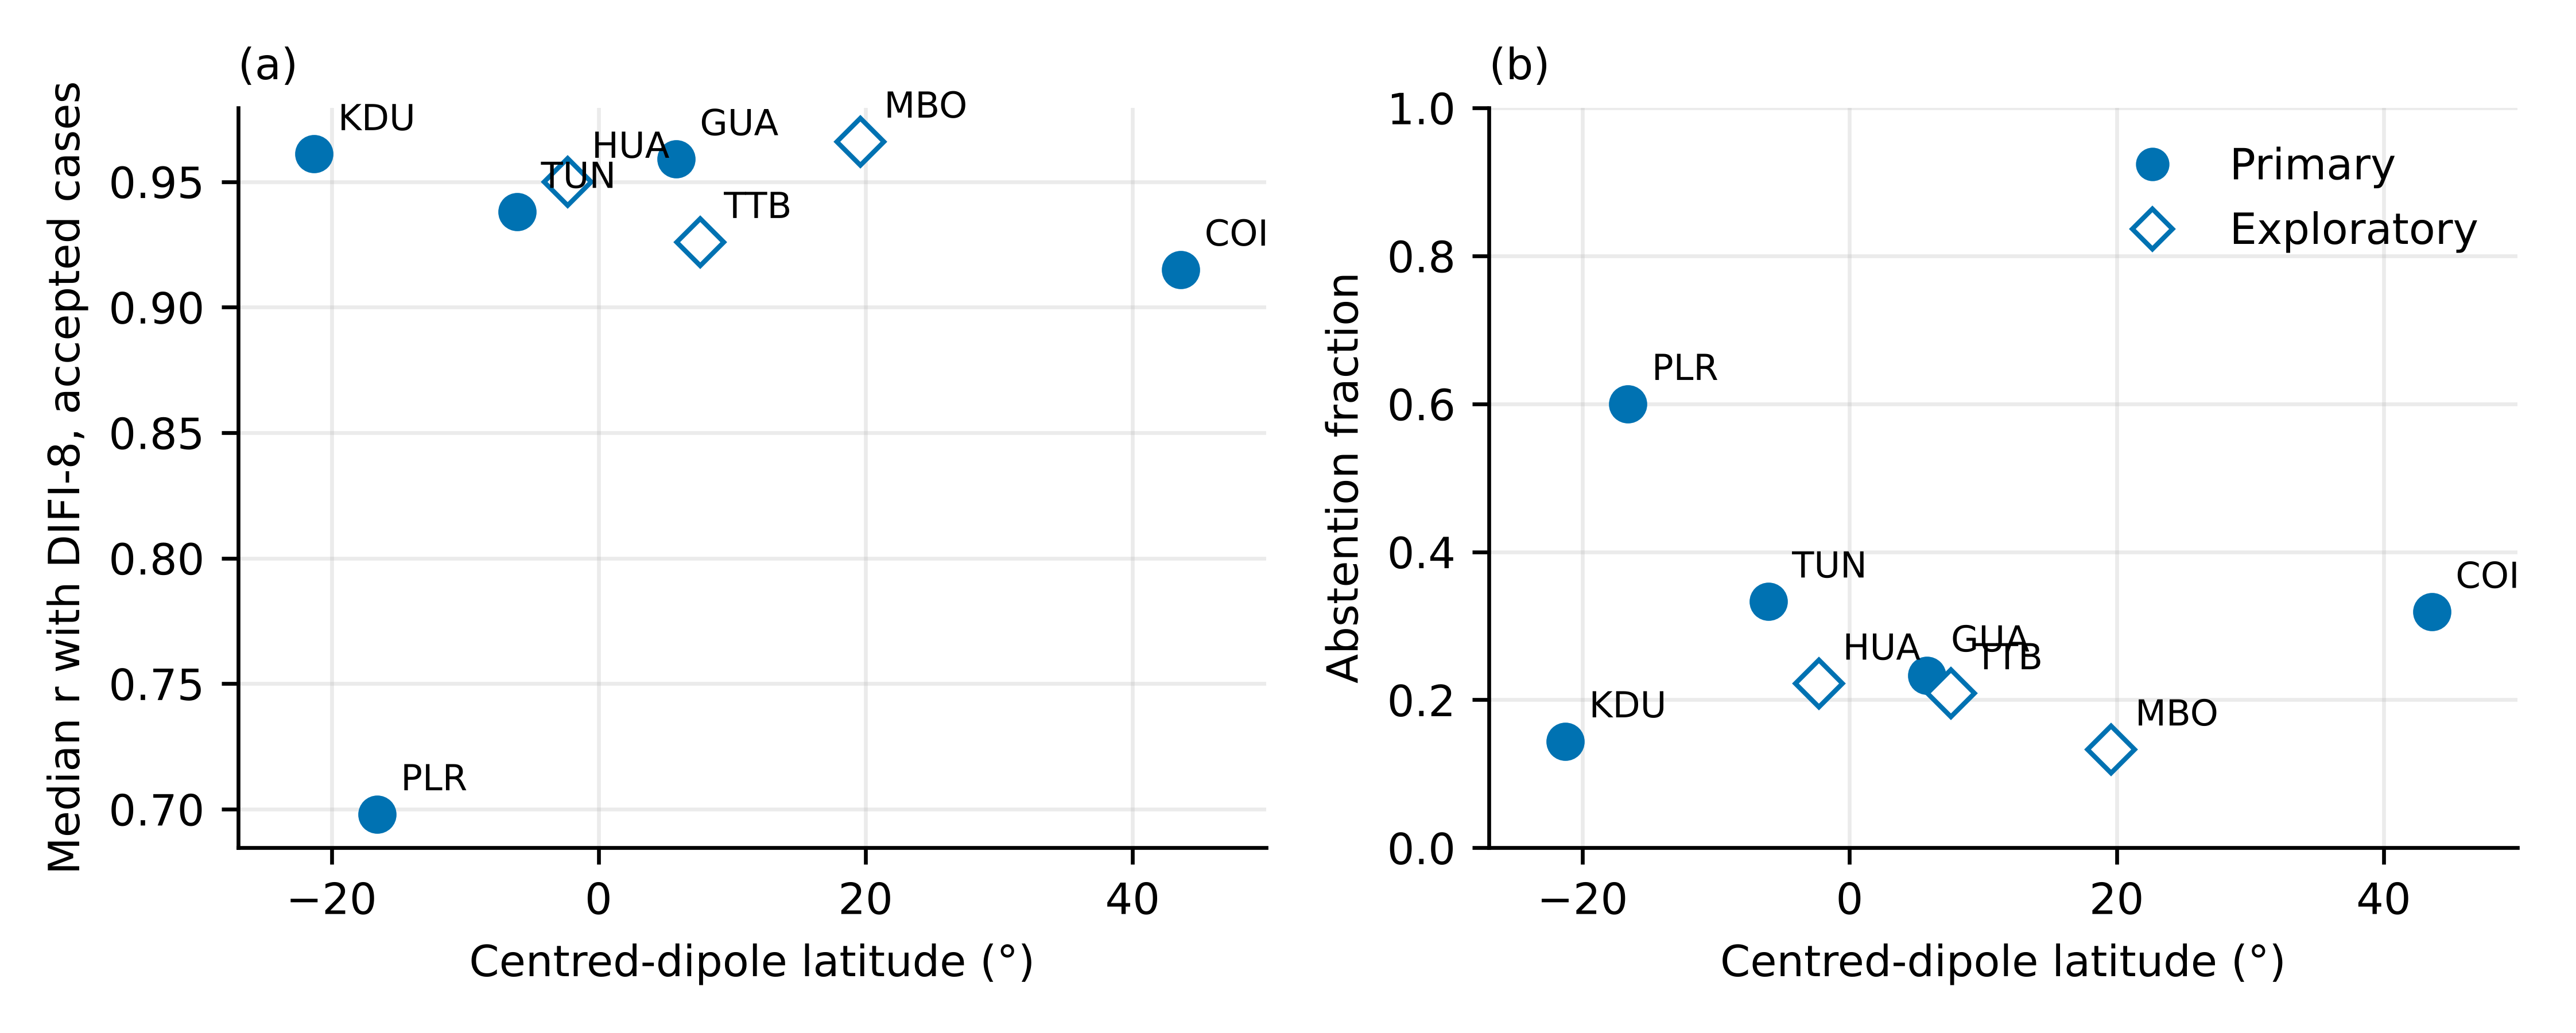 (a)
Median r with DIFI-8, accepted cases
0.95
0.90
0.85
0.80
0.75
0.70
KDU
HUA
GUA
MBO
TUN
TTB
COI
PLR
−20
0
20
40
Centred-dipole latitude (°)
(b)
Abstention fraction
1.0
0.8
0.6
0.4
0.2
0.0
Primary
Exploratory
PLR
TUN
COI
HUA
GUA
TTB
KDU
MBO
−20
0
20
40
Centred-dipole latitude (°)